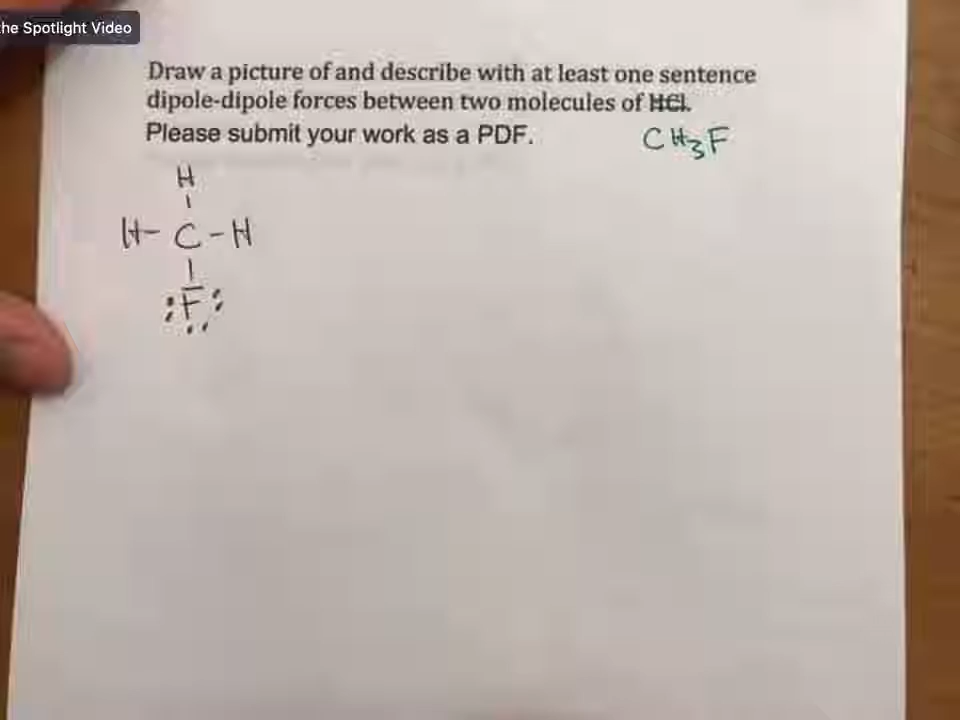 the Spotlight Video
Draw a picture of and describe with at least one sentence
dipole-dipole forces between two molecules of HCl.
Please submit your work as a PDF.
CH3F
H
H- C -H
F